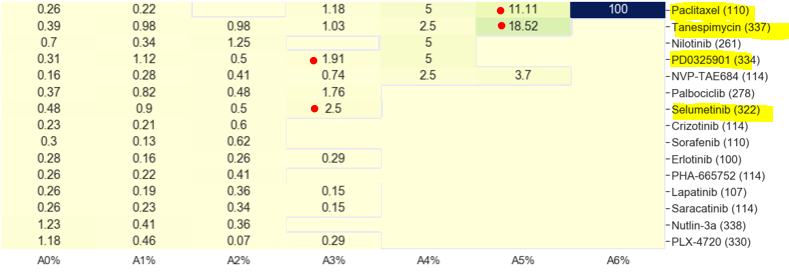 0.26 0.22 1.18 5 11.11 100 Paclitaxel (110)
0.39 0.98 0.98 1.03 2.5 18.52 Tanespimycin (337)
0.7 0.34 1.25 5 Nilotinib (261)
0.31 1.12 0.5 1.91 5 PD0325901 (334)
0.16 0.28 0.41 0.74 2.5 3.7 NVP-TAE684 (114)
0.37 0.82 0.48 1.76 Palbociclib (278)
0.48 0.9 0.5 2.5 Selumetinib (322)
0.23 0.21 0.6 Crizotinib (114)
0.3 0.13 0.62 Sorafenib (110)
0.28 0.16 0.26 0.29 Erlotinib (100)
0.26 0.22 0.41 PHA-665752 (114)
0.26 0.19 0.36 0.15 Lapatinib (107)
0.26 0.23 0.34 0.15 Saracatinib (114)
1.23 0.41 0.36 Nutlin-3a (338)
1.18 0.46 0.07 0.29 PLX-4720 (330)
A0% A1% A2% A3% A4% A5% A6%